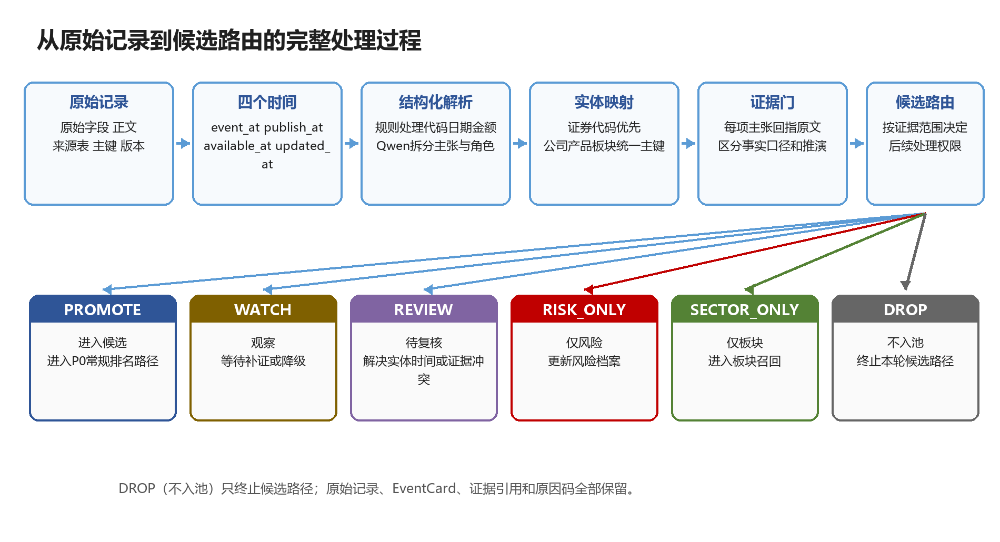 从原始记录到候选路由的完整处理过程
原始记录
原始字段 正文
来源表 主键 版本
四个时间
event_at publish_at
available_at updated_
at
结构化解析
规则处理代码日期金额
Qwen拆分主张与角色
实体映射
证券代码优先
公司产品板块统一主键
证据门
每项主张回指原文
区分事实口径和推演
候选路由
按证据范围决定
后续处理权限
PROMOTE
进入候选
进入P0常规排名路径
WATCH
观察
等待补证或降级
REVIEW
待复核
解决实体时间或证据冲
突
RISK_ONLY
仅风险
更新风险档案
SECTOR_ONLY
仅板块
进入板块召回
DROP
不入池
终止本轮候选路径
DROP（不入池）只终止候选路径；原始记录、EventCard、证据引用和原因码全部保留。